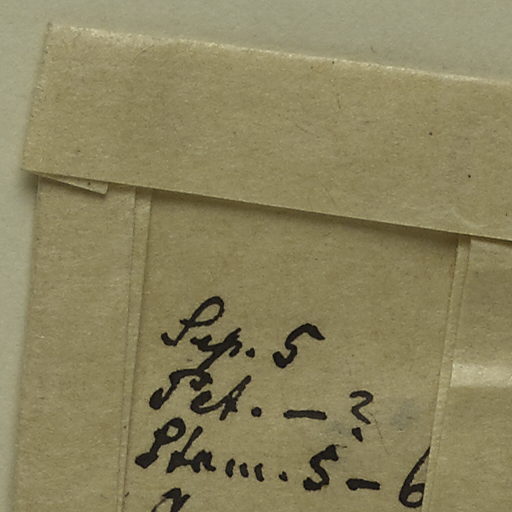 Sep. 5
Pet. – ?
Stam. 5 – 6